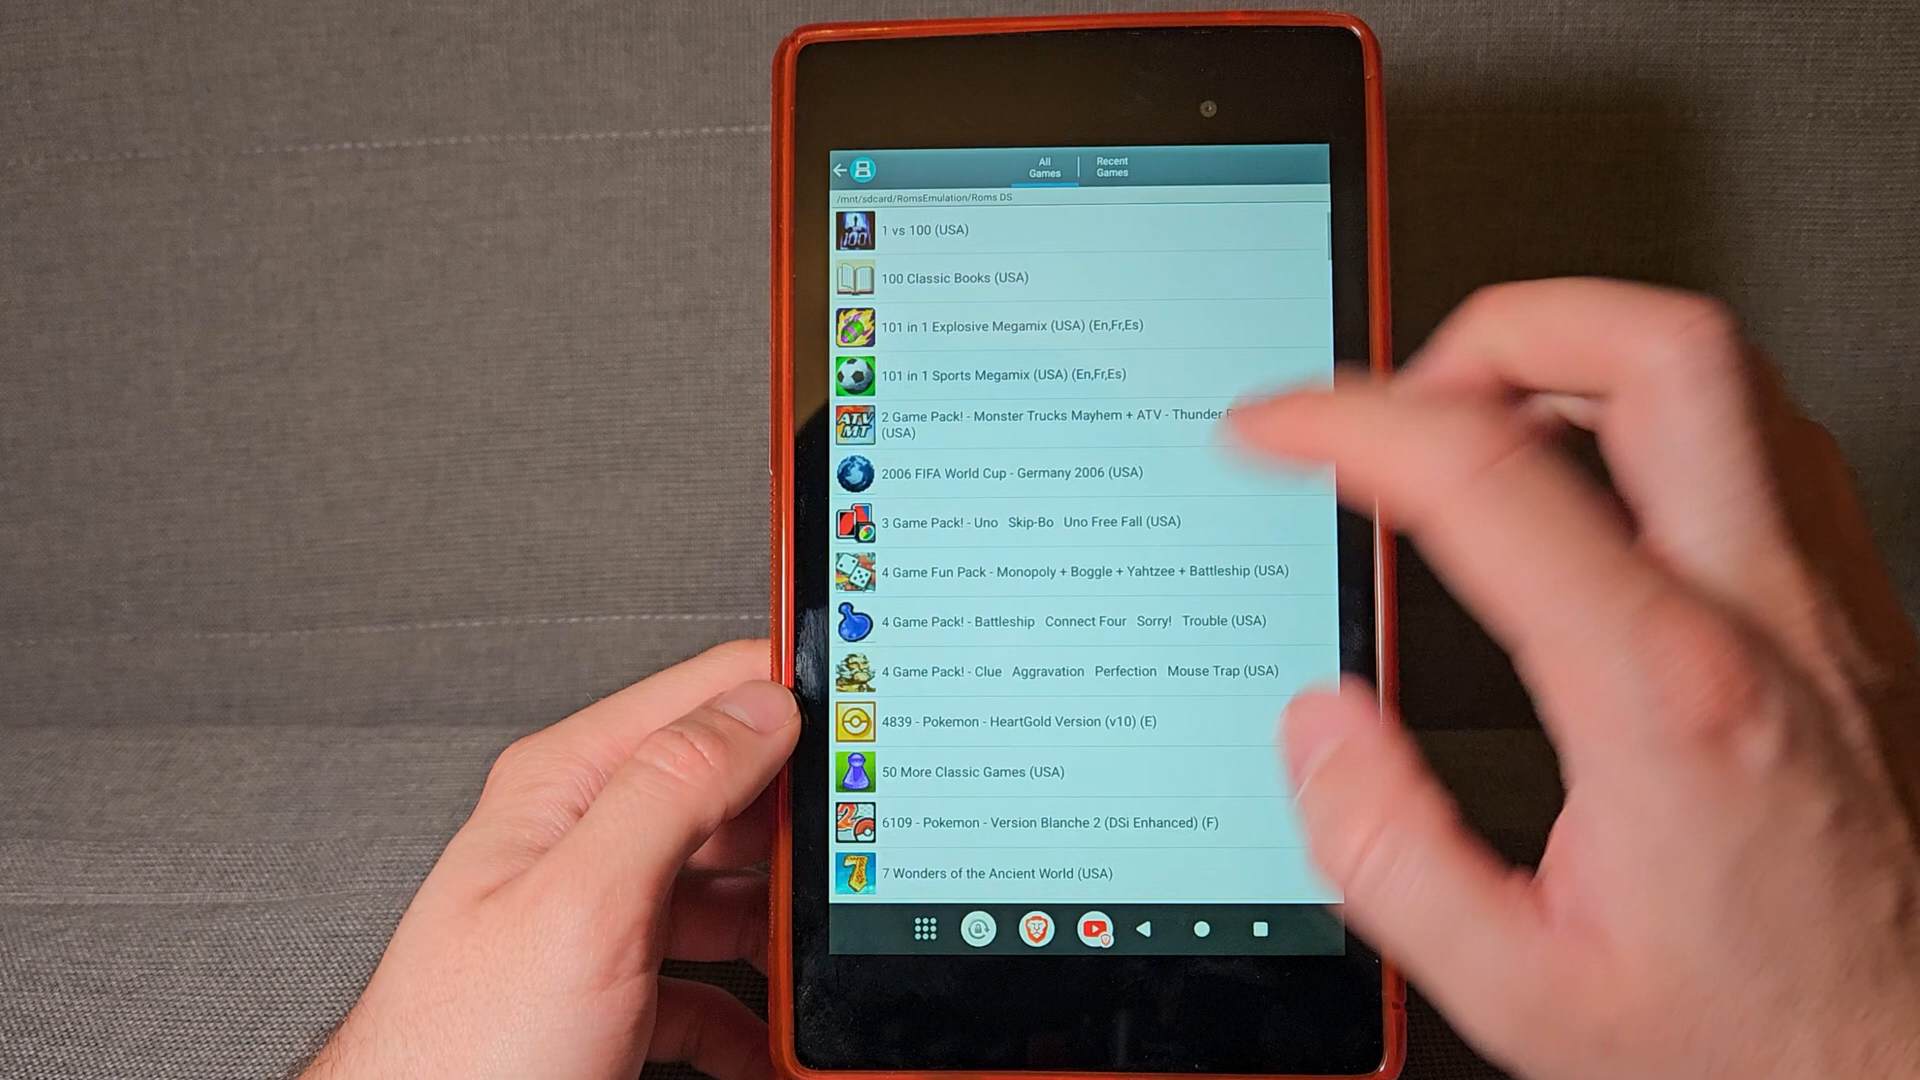 All
Games
Recent
Games
/mnt/sdcard/RomsEmulation/Roms DS
1 vs 100 (USA)
100 Classic Books (USA)
101 in 1 Explosive Megamix (USA) (En,Fr,Es)
101 in 1 Sports Megamix (USA) (En,Fr,Es)
2 Game Pack! - Monster Trucks Mayhem + ATV - Thunder
(USA)
2006 FIFA World Cup - Germany 2006 (USA)
3 Game Pack! - Uno Skip-Bo Uno Free Fall (USA)
4 Game Fun Pack - Monopoly + Boggle + Yahtzee + Battleship (USA)
4 Game Pack! - Battleship Connect Four Sorry! Trouble (USA)
4 Game Pack! - Clue Aggravation Perfection Mouse Trap (USA)
4839 - Pokemon - HeartGold Version (v10) (E)
50 More Classic Games (USA)
6109 - Pokemon - Version Blanche 2 (DSi Enhanced) (F)
7 Wonders of the Ancient World (USA)
100
ATV
MT
2
7